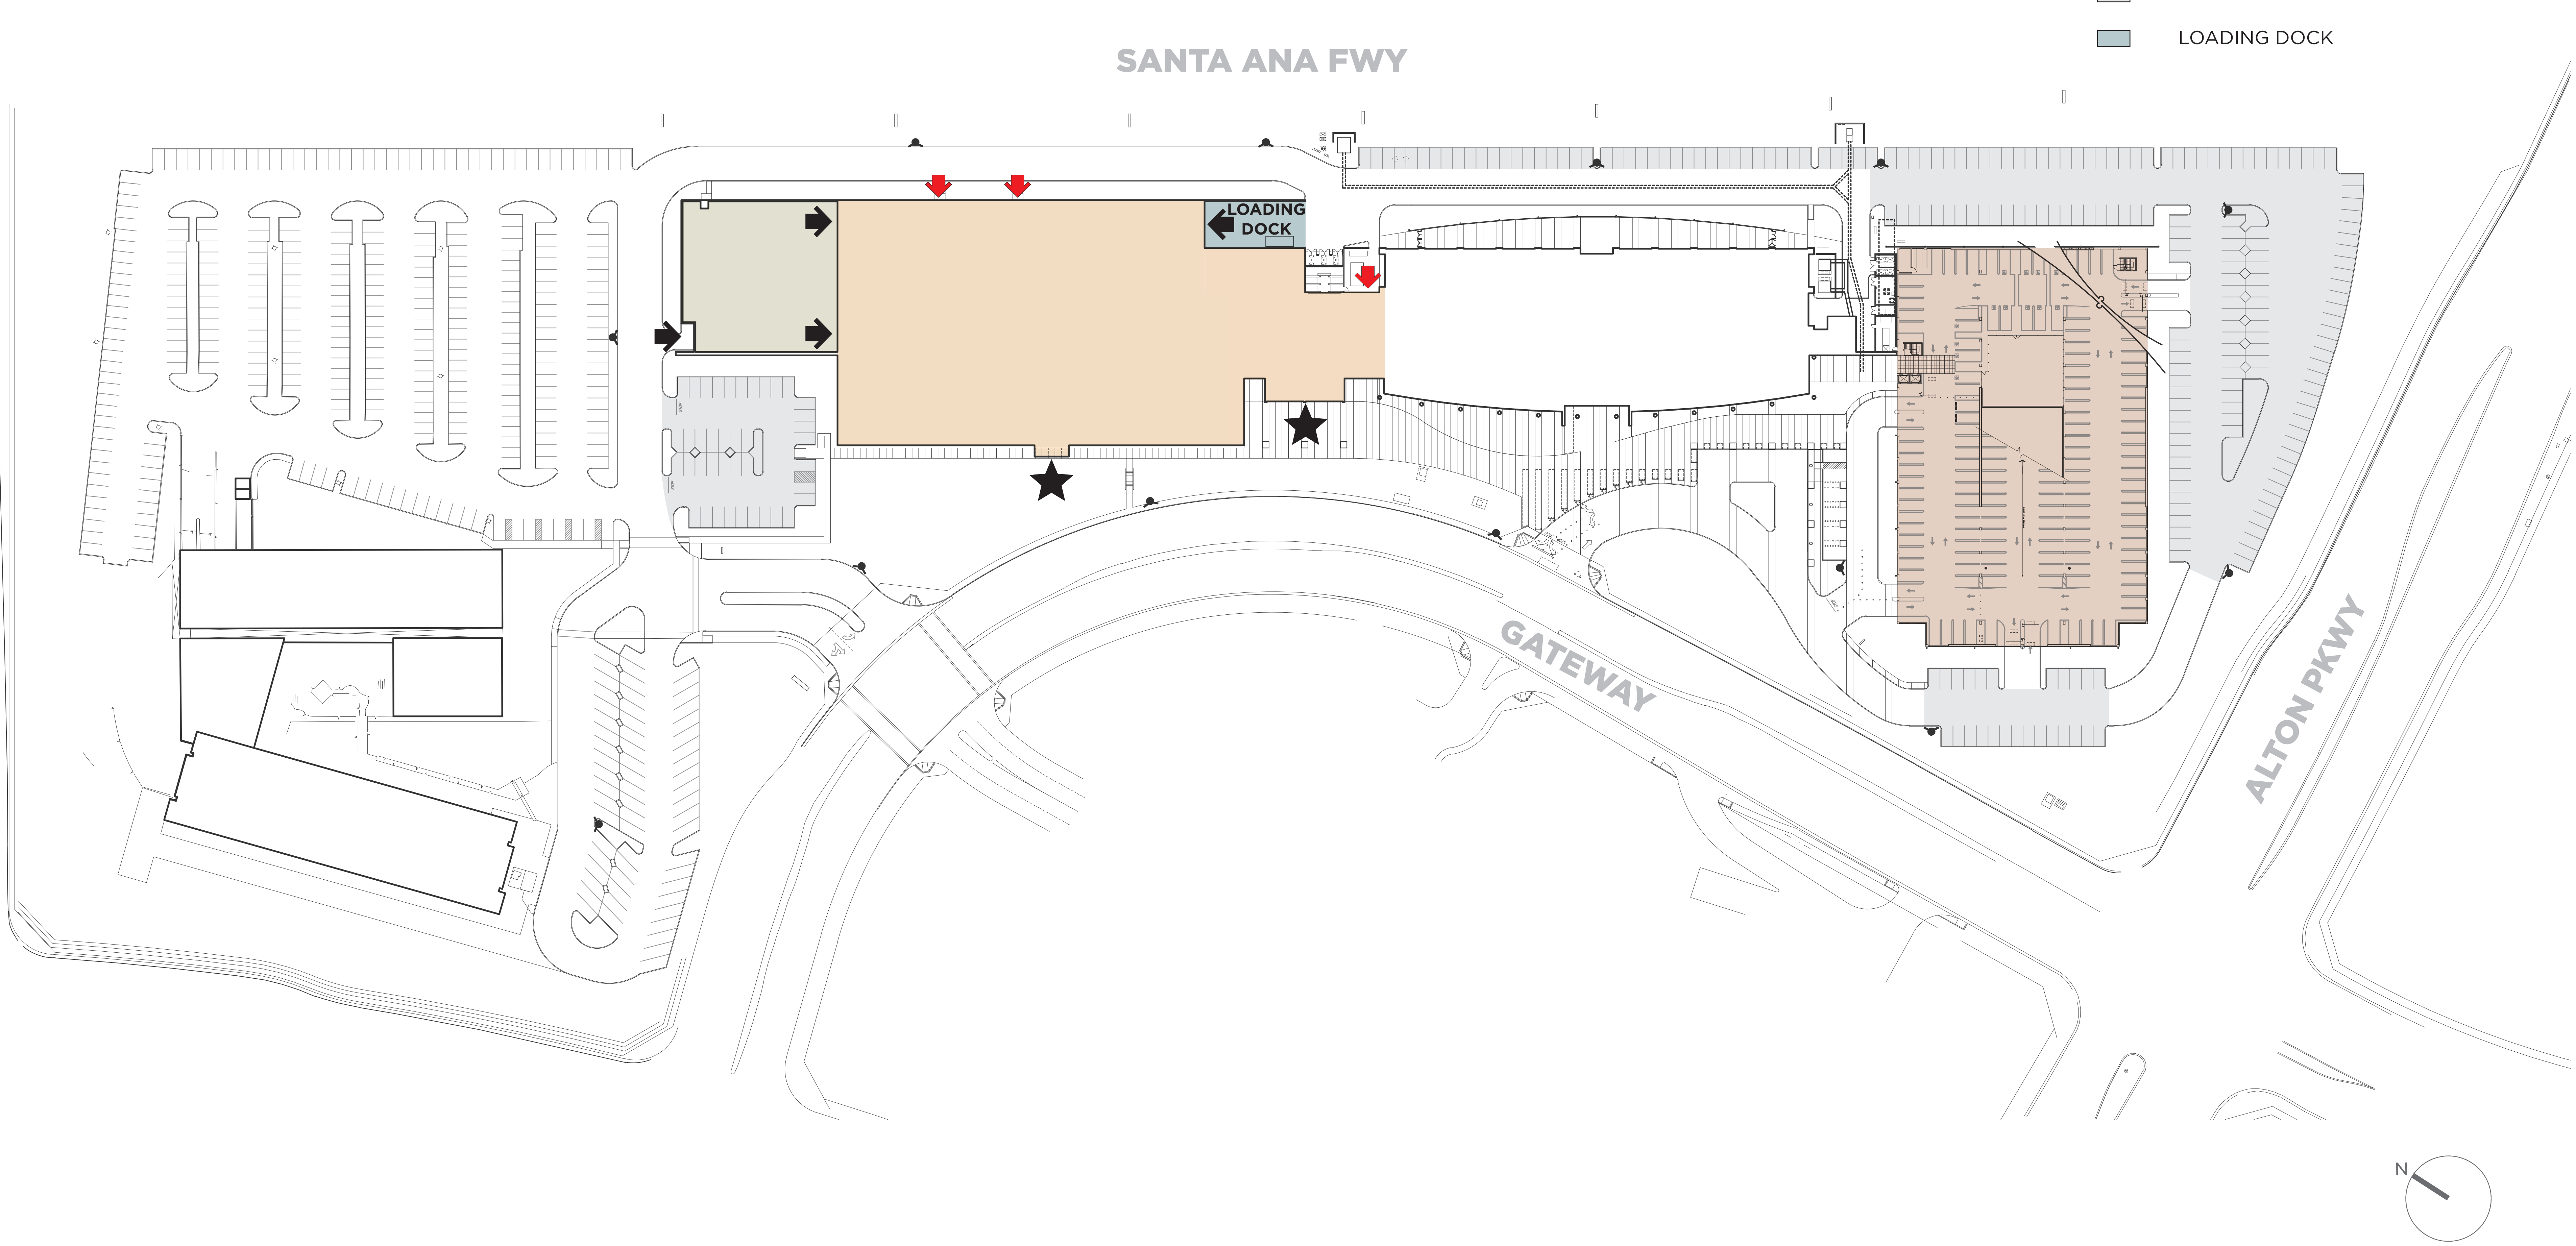 LOADING DOCK
SANTA ANA FWY
LOADING
DOCK
GATEWAY
ALTON PKWY
N